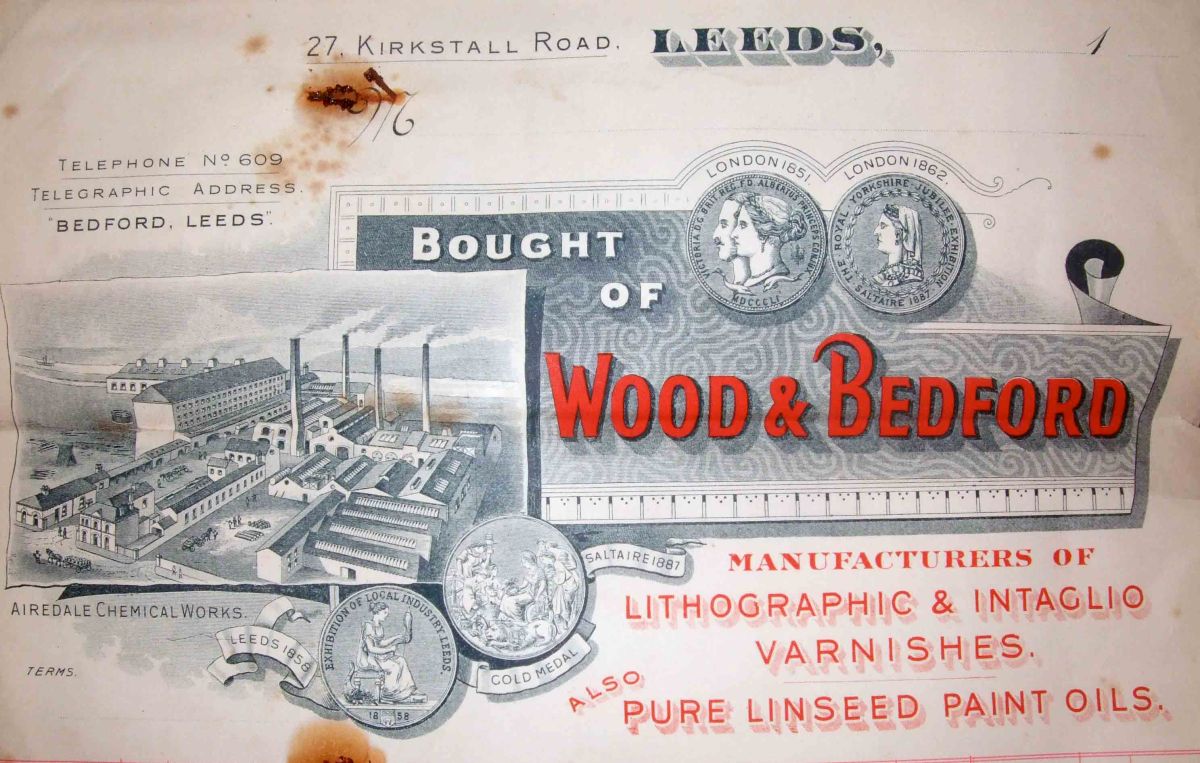 27, KIRKSTALL ROAD. LEEDS, 1
TELEPHONE No 609
TELEGRAPHIC ADDRESS.
"BEDFORD, LEEDS".
LONDON 1851
LONDON 1862
MDCCCLI
THE ROYAL YORKSHIRE JUBILEE EXHIBITION
SALTAIRE 1887
BOUGHT
OF
WOOD & BEDFORD
AIREDALE CHEMICAL WORKS.
TERMS.
LEEDS 1858
EXHIBITION OF LOCAL INDUSTRY, LEEDS.
1858
SALTAIRE 1887
GOLD MEDAL
MANUFACTURERS OF
LITHOGRAPHIC & INTAGLIO
VARNISHES.
ALSO
PURE LINSEED PAINT OILS.